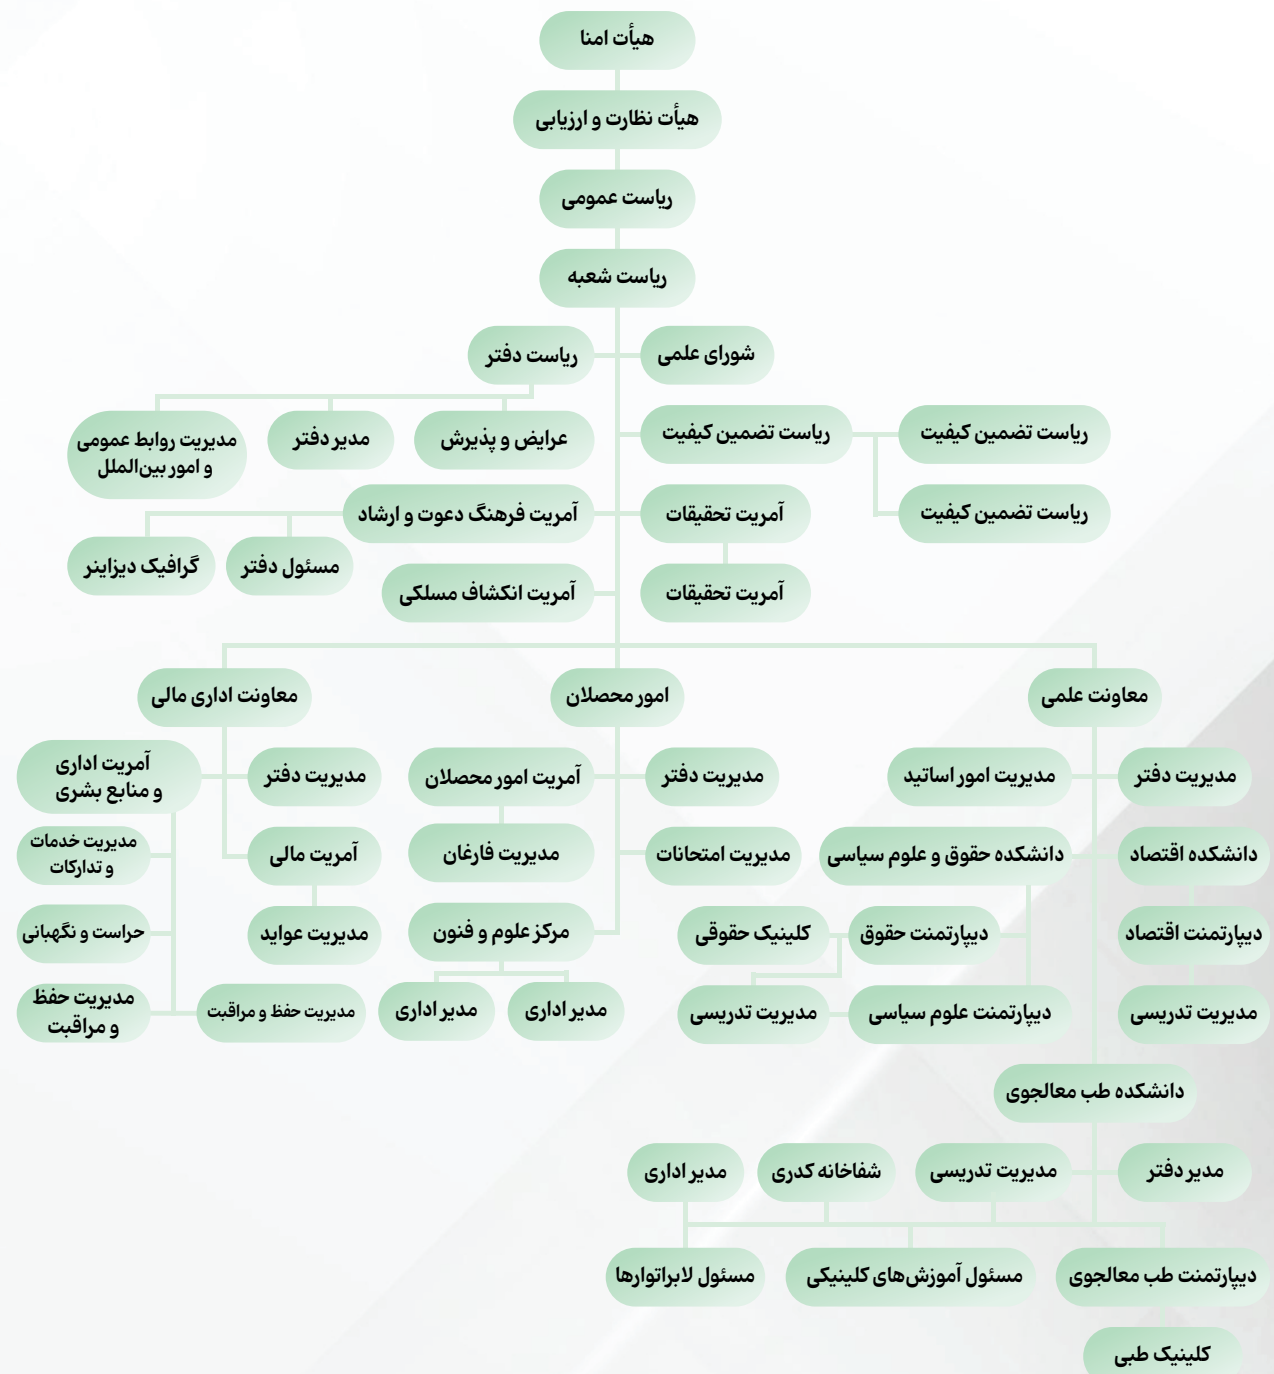 هیأت امنا
هیأت نظارت و ارزیابی
ریاست عمومی
ریاست شعبه
شورای علمی
ریاست دفتر
ریاست تضمین کیفیت
ریاست تضمین کیفیت
ریاست تضمین کیفیت
عرایض و پذیرش
مدیر دفتر
مدیریت روابط عمومی
و امور بین‌الملل
آمریت تحقیقات
آمریت فرهنگ دعوت و ارشاد
مسئول دفتر
گرافیک دیزاینر
آمریت تحقیقات
آمریت انکشاف مسلکی
معاونت علمی
امور محصلان
معاونت اداری مالی
مدیریت دفتر
مدیریت امور اساتید
مدیریت دفتر
آمریت امور محصلان
مدیریت دفتر
آمریت اداری
و منابع بشری
دانشکده اقتصاد
دانشکده حقوق و علوم سیاسی
مدیریت امتحانات
مدیریت فارغان
آمریت مالی
مدیریت خدمات
و تدارکات
دیپارتمنت اقتصاد
دیپارتمنت حقوق
کلینیک حقوقی
مرکز علوم و فنون
مدیریت عواید
حراست و نگهبانی
مدیریت تدریسی
دیپارتمنت علوم سیاسی
مدیریت تدریسی
مدیر اداری
مدیر اداری
مدیریت حفظ و مراقبت
مدیریت حفظ
و مراقبت
دانشکده طب معالجوی
مدیر دفتر
مدیریت تدریسی
شفاخانه کدری
مدیر اداری
دیپارتمنت طب معالجوی
مسئول آموزش‌های کلینیکی
مسئول لابراتوارها
کلینیک طبی